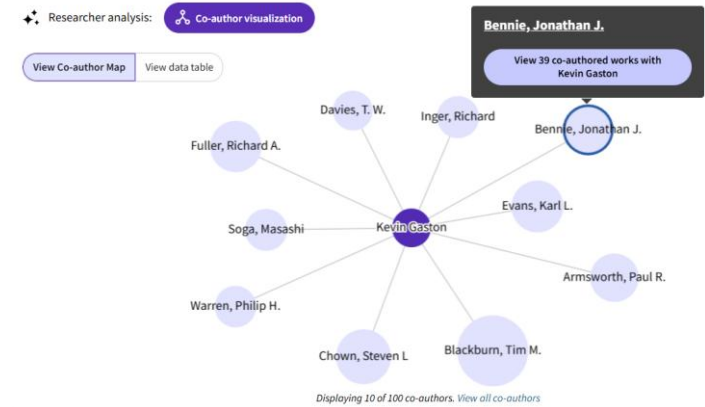 Researcher analysis:
Co-author visualization
View Co-author Map
View data table
Bennie, Jonathan J.
View 39 co-authored works with
Kevin Gaston
Davies, T. W.
Inger, Richard
Bennie, Jonathan J.
Fuller, Richard A.
Evans, Karl L.
Soga, Masashi
Kevin Gaston
Armsworth, Paul R.
Warren, Philip H.
Chown, Steven L
Blackburn, Tim M.
Displaying 10 of 100 co-authors. View all co-authors